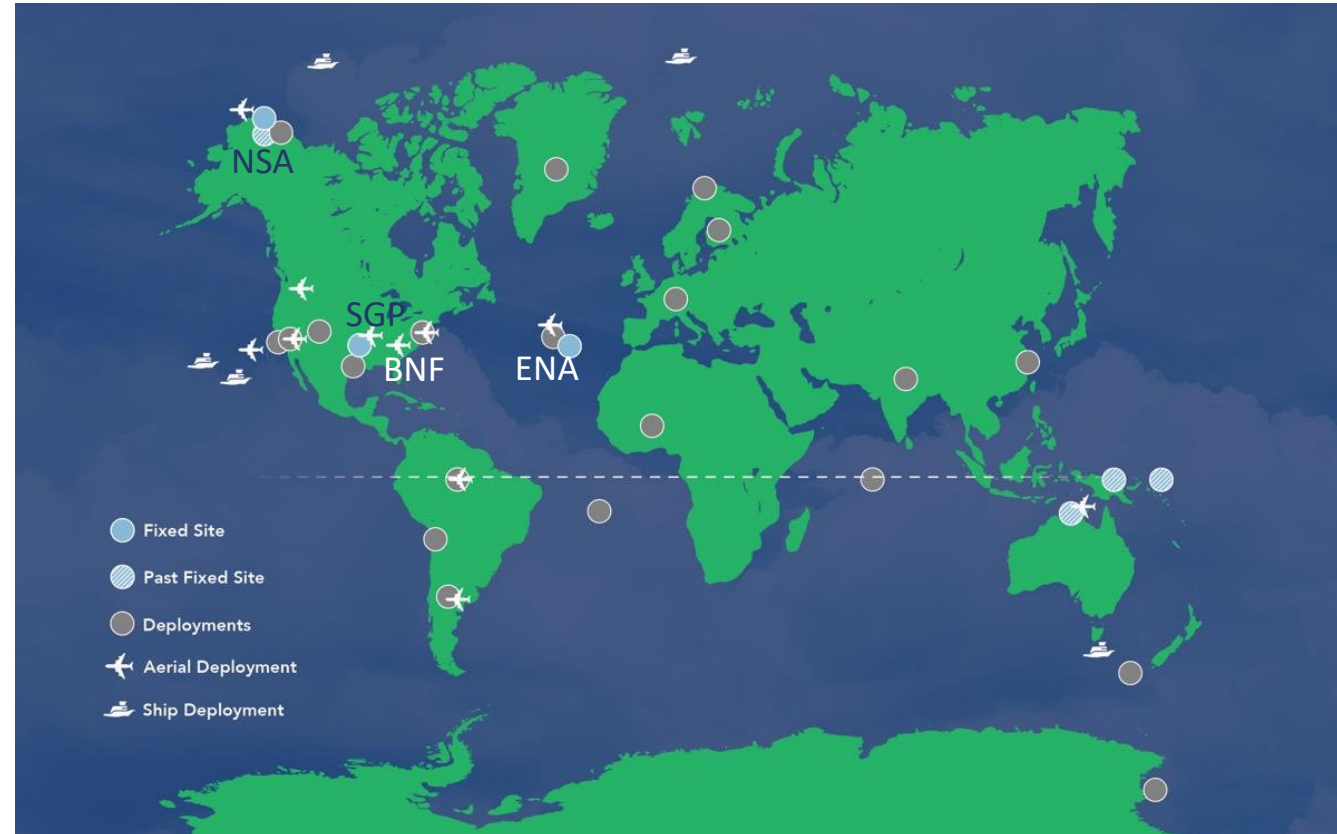 NSA
SGP
BNF
ENA
Fixed Site
Past Fixed Site
Deployments
Aerial Deployment
Ship Deployment